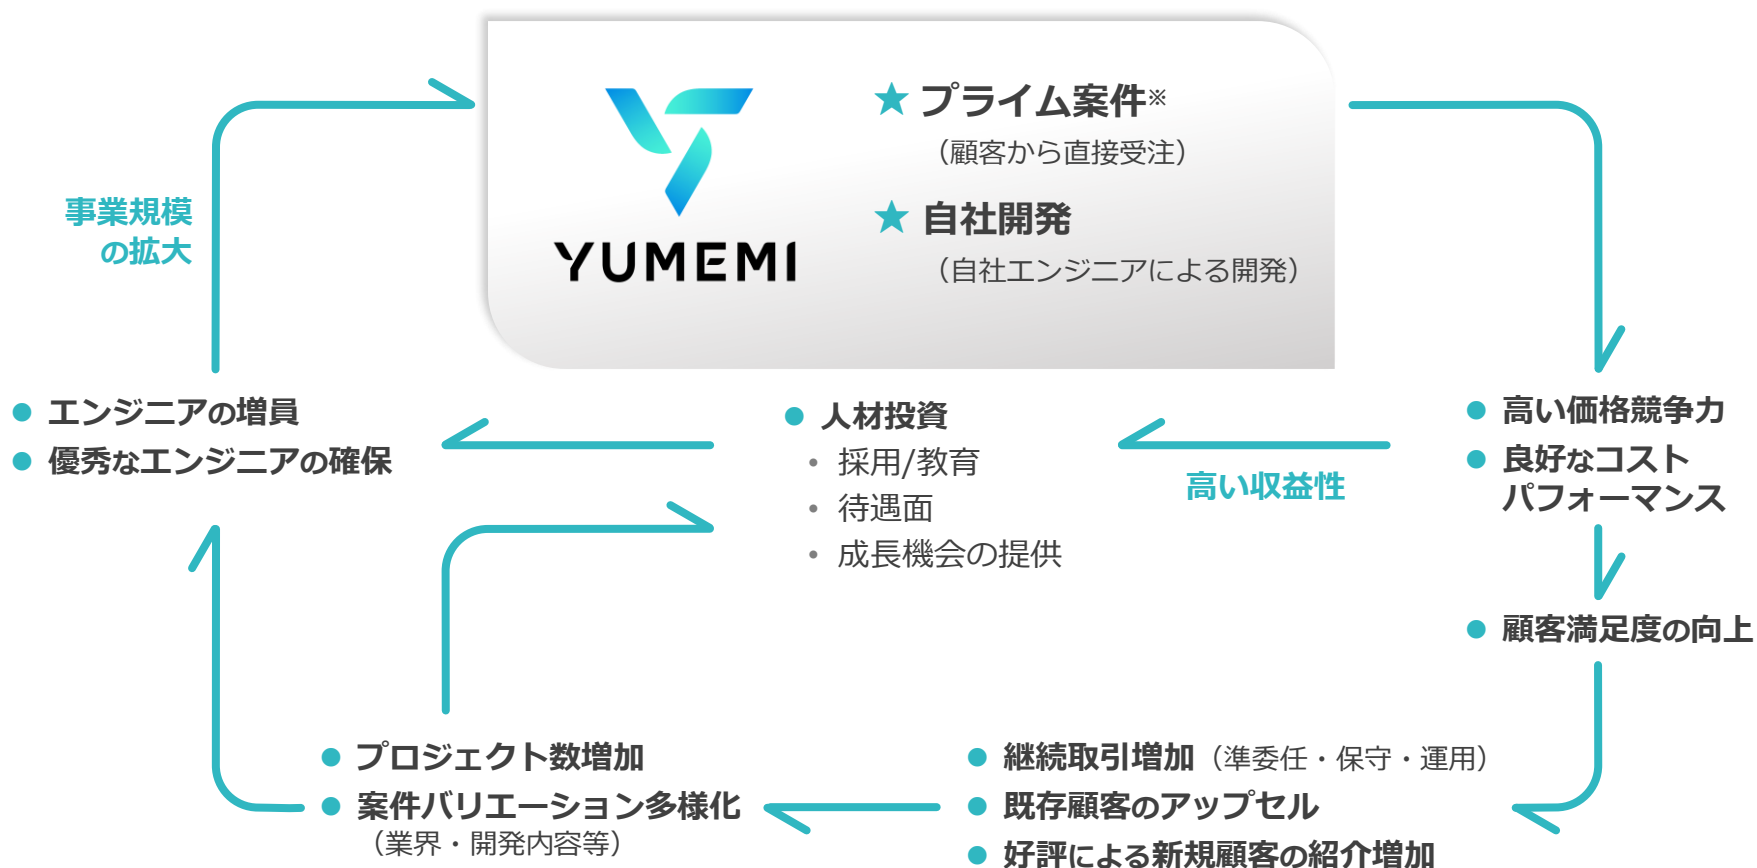 YUMEMI
★ プライム案件※
（顧客から直接受注）
★ 自社開発
（自社エンジニアによる開発）
事業規模
の拡大
● エンジニアの増員
● 優秀なエンジニアの確保
● 人材投資
・ 採用/教育
・ 待遇面
・ 成長機会の提供
高い収益性
● 高い価格競争力
● 良好なコスト
パフォーマンス
● 顧客満足度の向上
● 継続取引増加（準委任・保守・運用）
● 既存顧客のアップセル
● 好評による新規顧客の紹介増加
● プロジェクト数増加
● 案件バリエーション多様化
（業界・開発内容等）